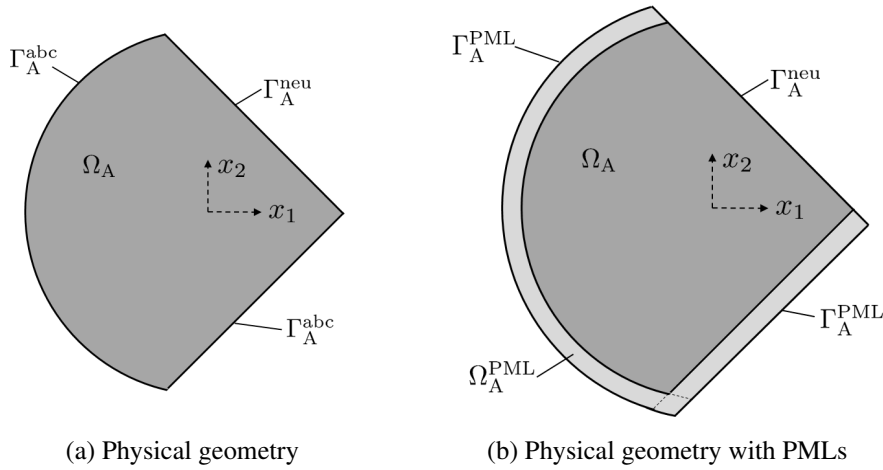 Γ_A^abc
Γ_A^neu
Ω_A
x_2
x_1
Γ_A^abc
(a) Physical geometry
Γ_A^PML
Γ_A^neu
Ω_A
x_2
x_1
Γ_A^PML
Ω_A^PML
(b) Physical geometry with PMLs